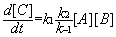 d[C]/dt = k₁ k₂/k₋₁ [A][B]